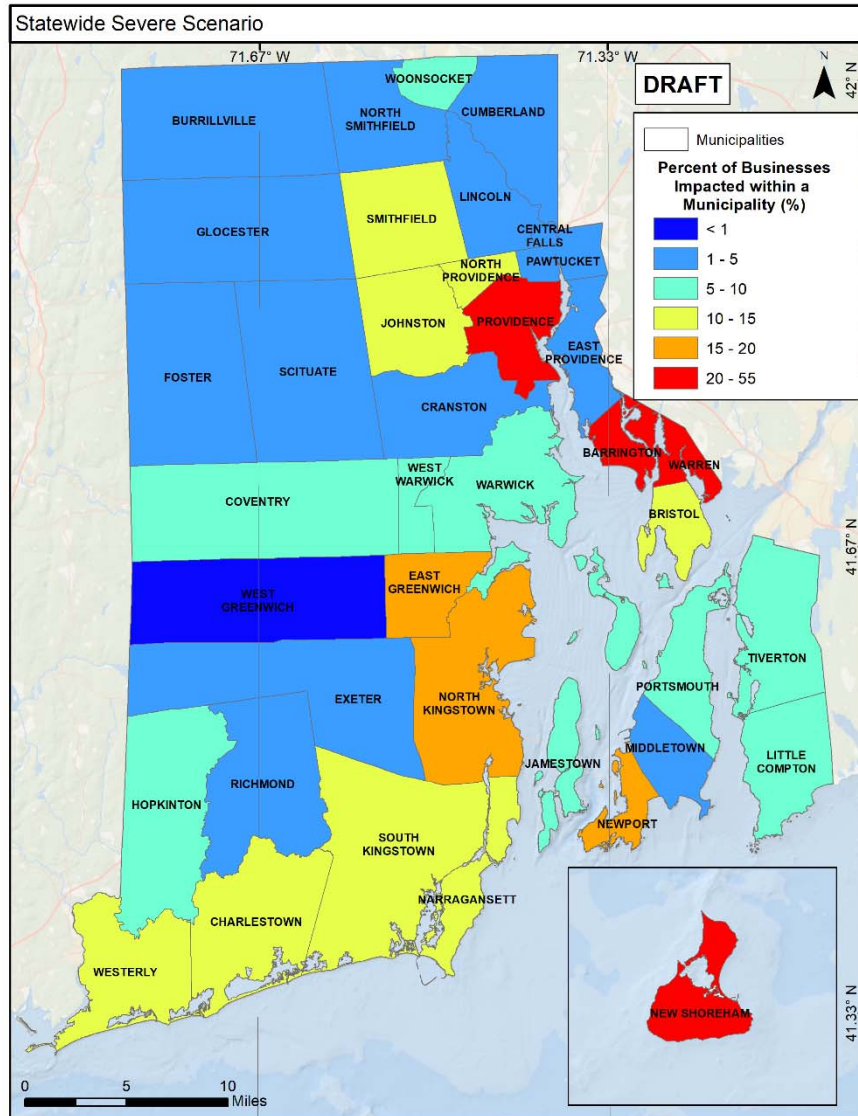 Statewide Severe Scenario
71.67° W
71.33° W
42° N
DRAFT
N
Municipalities
Percent of Businesses
Impacted within a
Municipality (%)
< 1
1 - 5
5 - 10
10 - 15
15 - 20
20 - 55
WOONSOCKET
BURRILLVILLE
NORTH
SMITHFIELD
CUMBERLAND
LINCOLN
GLOCESTER
SMITHFIELD
CENTRAL
FALLS
PAWTUCKET
NORTH
PROVIDENCE
JOHNSTON
PROVIDENCE
EAST
PROVIDENCE
FOSTER
SCITUATE
CRANSTON
BARRINGTON
WARREN
WEST
WARWICK
WARWICK
COVENTRY
BRISTOL
41.67° N
WEST
GREENWICH
EAST
GREENWICH
TIVERTON
PORTSMOUTH
EXETER
NORTH
KINGSTOWN
MIDDLETOWN
JAMESTOWN
LITTLE
COMPTON
HOPKINTON
RICHMOND
NEWPORT
SOUTH
KINGSTOWN
NARRAGANSETT
CHARLESTOWN
WESTERLY
NEW SHOREHAM
41.33° N
0 5 10
Miles